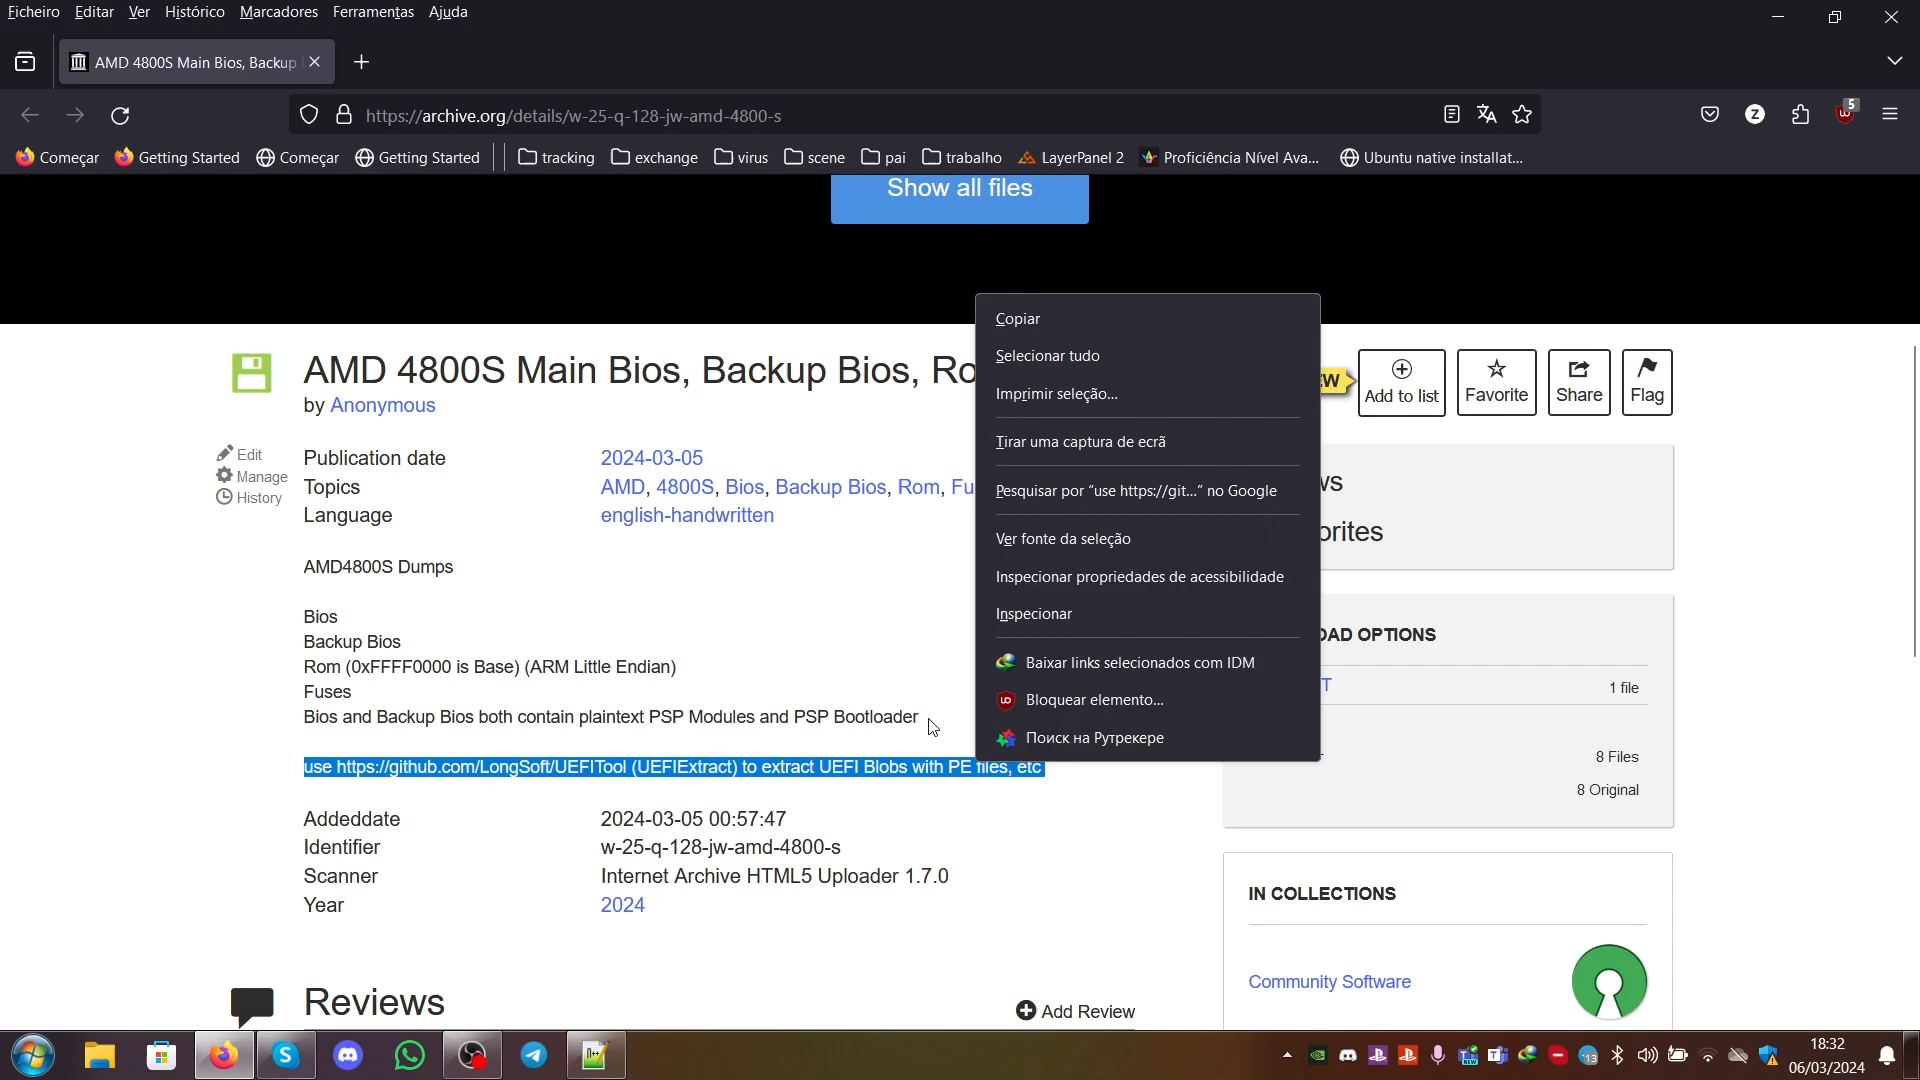 Ficheiro Editar Ver Histórico Marcadores Ferramentas Ajuda
AMD 4800S Main Bios, Backup
https://archive.org/details/w-25-q-128-jw-amd-4800-s
Z
5
Começar Getting Started Começar Getting Started tracking exchange virus scene pai trabalho LayerPanel 2 Proficiência Nível Ava... Ubuntu native installat...
Show all files
AMD 4800S Main Bios, Backup Bios, Ro
by Anonymous
Add to list
Favorite
Share
Flag
Edit
Manage
History
Publication date 2024-03-05
Topics AMD, 4800S, Bios, Backup Bios, Rom, Fu
Language english-handwritten
AMD4800S Dumps
Bios
Backup Bios
Rom (0xFFFF0000 is Base) (ARM Little Endian)
Fuses
Bios and Backup Bios both contain plaintext PSP Modules and PSP Bootloader
use https://github.com/LongSoft/UEFITool (UEFIExtract) to extract UEFI Blobs with PE files, etc
Addeddate 2024-03-05 00:57:47
Identifier w-25-q-128-jw-amd-4800-s
Scanner Internet Archive HTML5 Uploader 1.7.0
Year 2024
Reviews
Add Review
Copiar
Selecionar tudo
Imprimir seleção...
Tirar uma captura de ecrã
Pesquisar por "use https://git..." no Google
Ver fonte da seleção
Inspecionar propriedades de acessibilidade
Inspecionar
Baixar links selecionados com IDM
Bloquear elemento...
Поиск на Рутрекере
ws
orites
OAD OPTIONS
T 1 file
8 Files
8 Original
IN COLLECTIONS
Community Software
18:32
06/03/2024